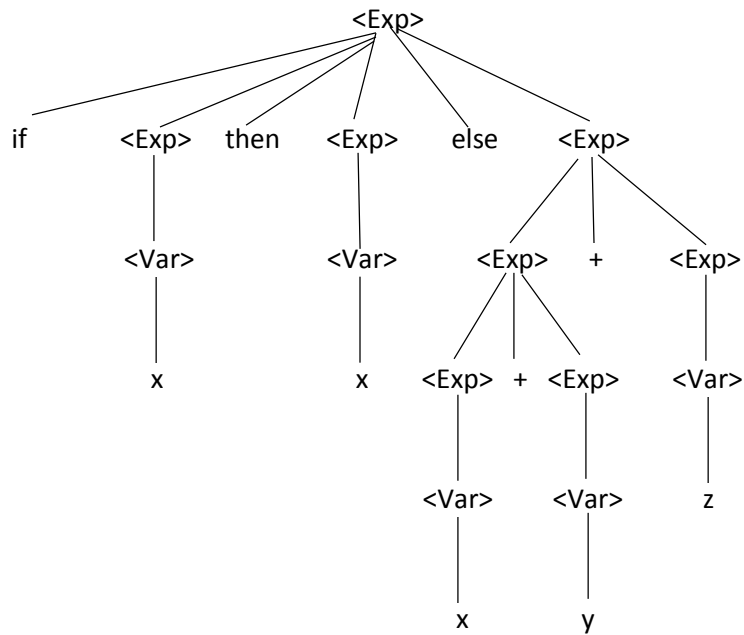 <Exp>
if <Exp> then <Exp> else <Exp>
<Var> <Var> <Exp> + <Exp>
x x <Exp> + <Exp> <Var>
<Var> <Var> z
x y